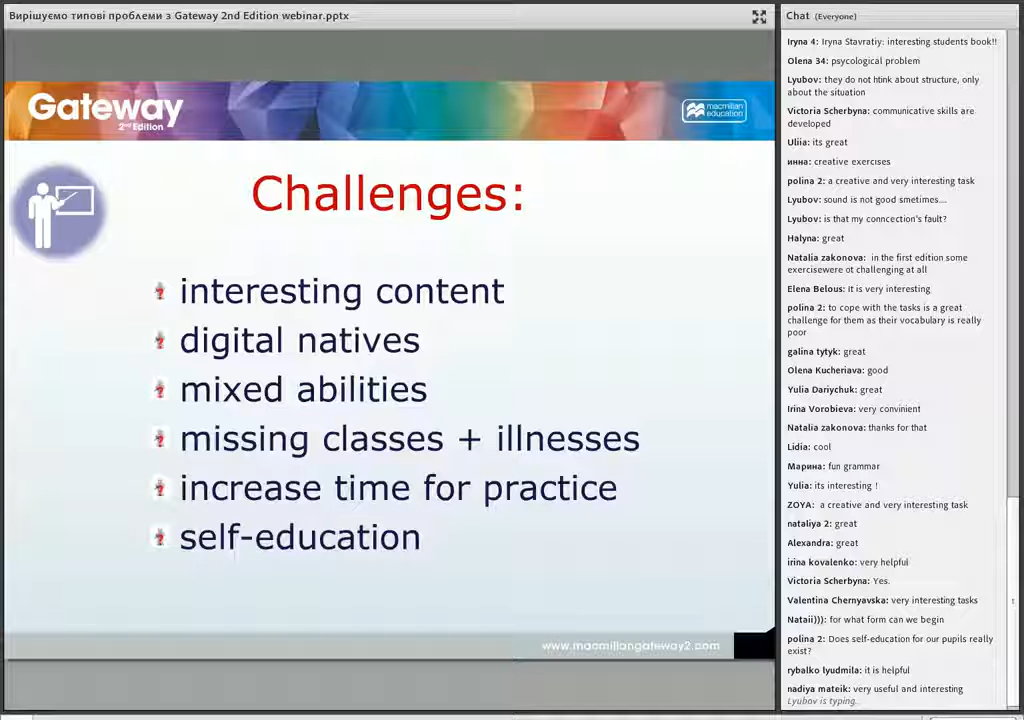 Вирішуємо типові проблеми з Gateway 2nd Edition webinar.pptx
Gateway
2nd Edition
macmillan
education
Challenges:
interesting content
digital natives
mixed abilities
missing classes + illnesses
increase time for practice
self-education
www.macmillangateway2.com
Chat (Everyone)
Iryna 4: Iryna Stavratiy: interesting students book!!
Olena 34: psycological problem
Lyubov: they do not htink about structure, only
about the situation
Victoria Scherbyna: communicative skills are
developed
Uliia: its great
инна: creative exercises
polina 2: a creative and very interesting task
Lyubov: sound is not good smetimes...
Lyubov: is that my conncection's fault?
Halyna: great
Natalia zakonova: in the first edition some
exercisewere ot challenging at all
Elena Belous: It is very interesting
polina 2: to cope with the tasks is a great
challenge for them as their vocabulary is really
poor
galina tytyk: great
Olena Kucheriava: good
Yulia Dariychuk: great
Irina Vorobieva: very convinient
Natalia zakonova: thanks for that
Lidia: cool
Марина: fun grammar
Yulia: its interesting !
ZOYA: a creative and very interesting task
nataliya 2: great
Alexandra: great
irina kovalenko: very helpful
Victoria Scherbyna: Yes.
Valentina Chernyavska: very interesting tasks
Nataii))): for what form can we begin
polina 2: Does self-education for our pupils really
exist?
rybalko lyudmila: it is helpful
nadiya mateik: very useful and interesting
Lyubov is typing..